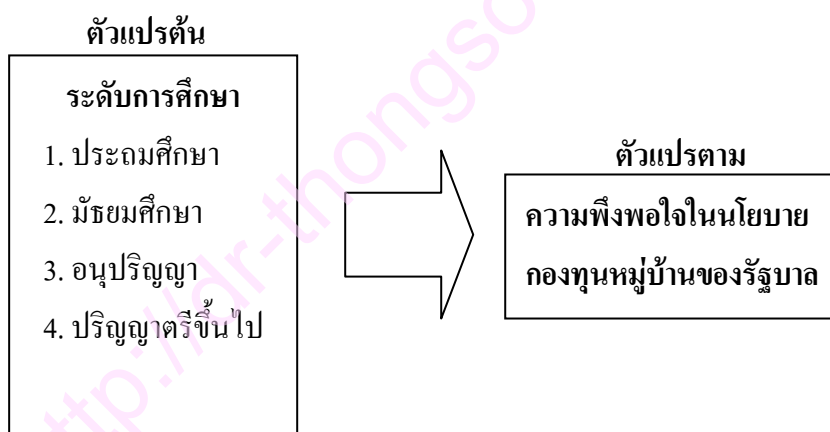 ตัวแปรต้น
ระดับการศึกษา
1. ประถมศึกษา
2. มัธยมศึกษา
3. อนุปริญญา
4. ปริญญาตรีขึ้นไป
ตัวแปรตาม
ความพึงพอใจในนโยบาย
กองทุนหมู่บ้านของรัฐบาล
ttp://dr-thongso